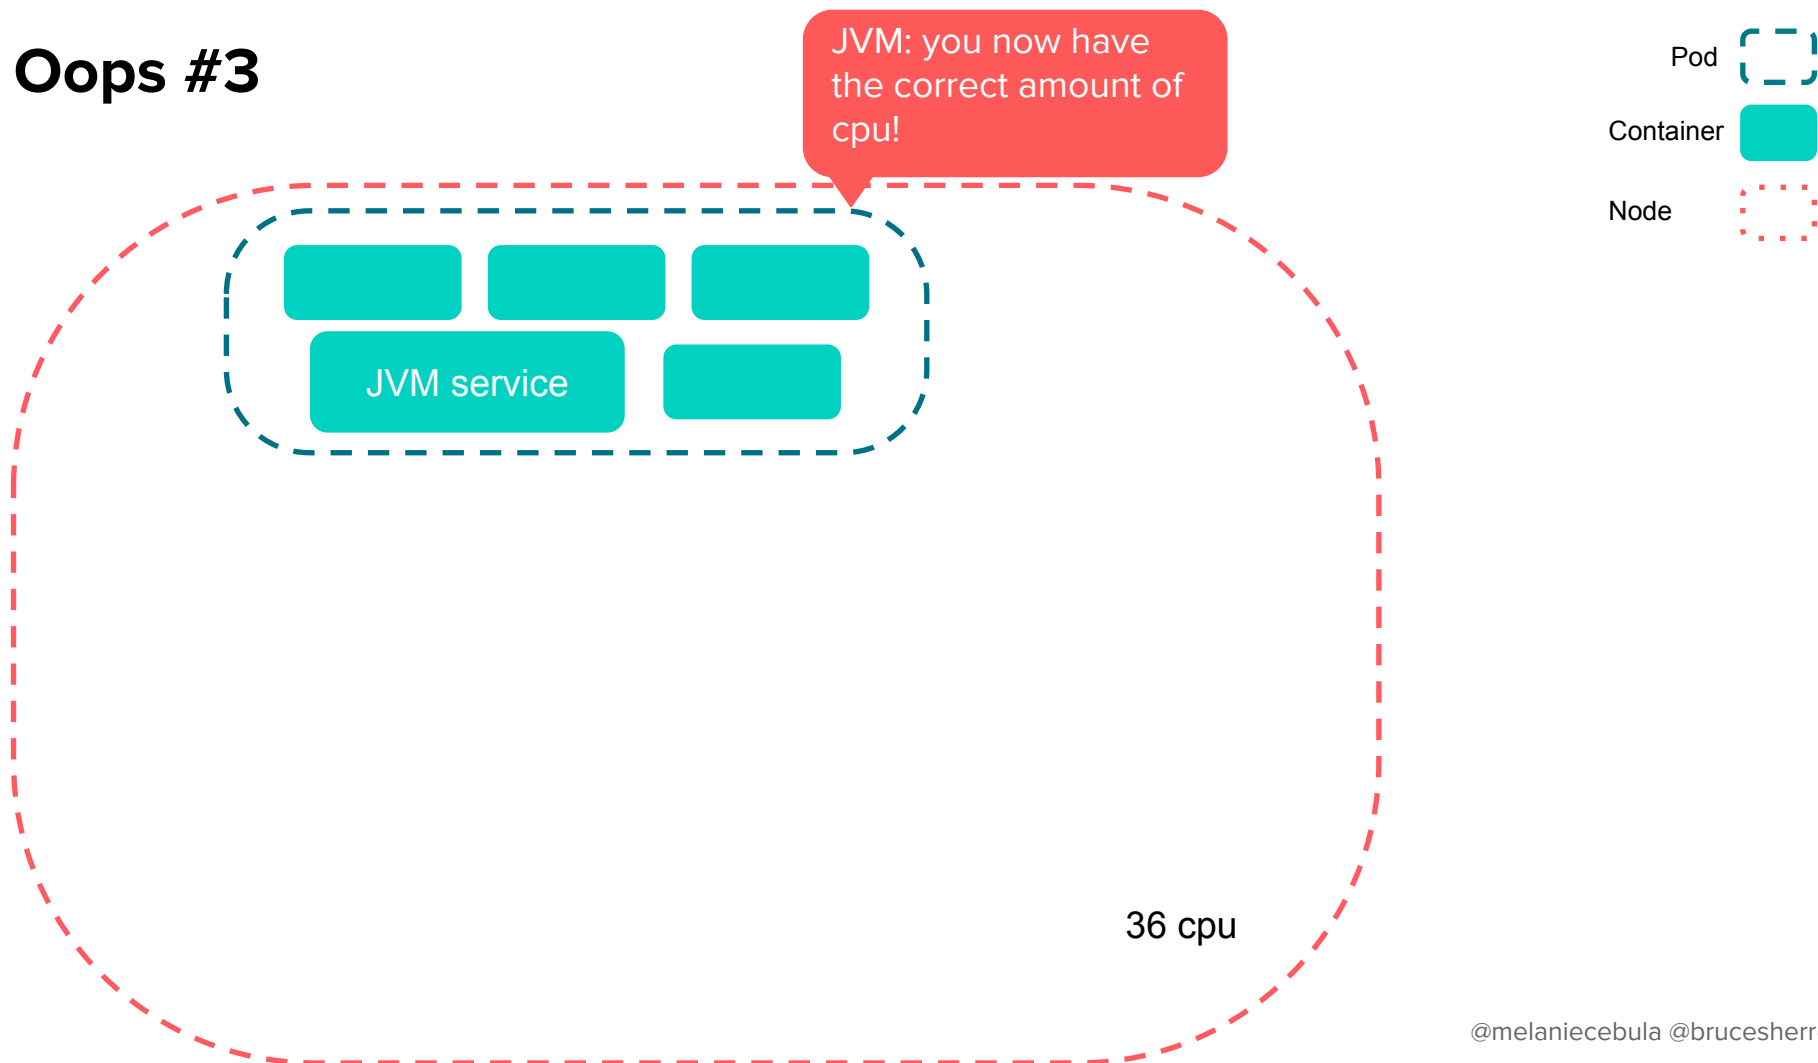 Oops #3
JVM: you now have
the correct amount of
cpu!
Pod
Container
Node
JVM service
36 cpu
@melaniecebula